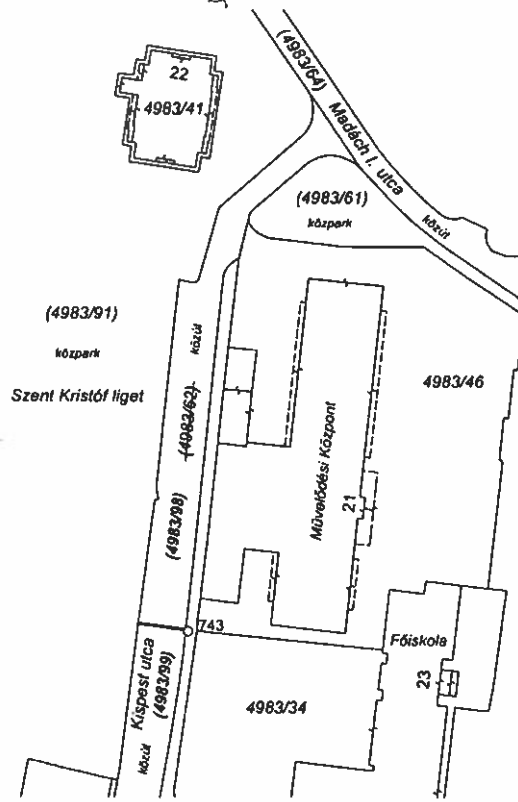 (4983/64) Madách I. utca
közút
22
4983/41
(4983/61)
közpark
(4983/91)
közpark
Szent Kristóf liget
közút
(4983/62)
(4983/98)
4983/46
Művelődési Központ
21
743
Főiskola
23
Kispest utca
(4983/99)
közút
4983/34